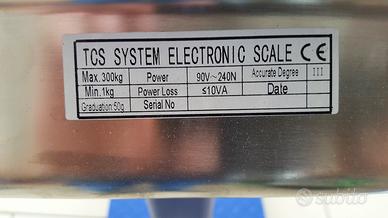 TCS SYSTEM ELECTRONIC SCALE CE
Max. 300kg Power 90V~240N Accurate Degree III
Min. 1kg Power Loss ≤10VA Date
Graduation:50g Serial No
subito